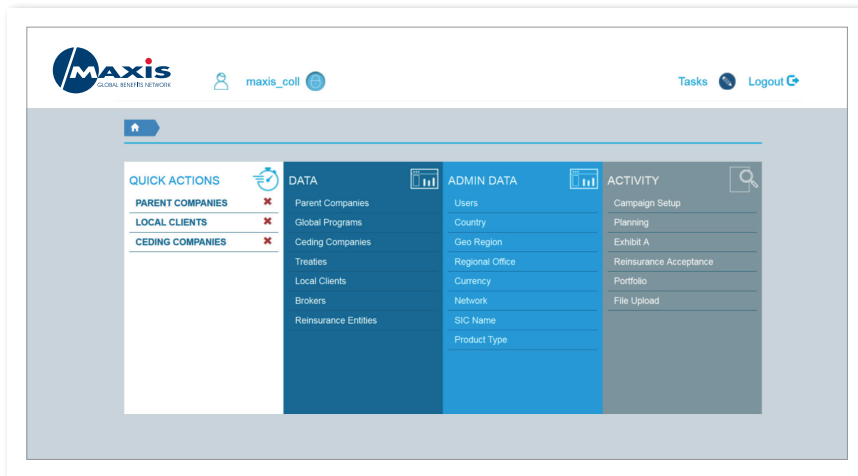 MAXIS
GLOBAL BENEFITS NETWORK
maxis_coll
Tasks
Logout
QUICK ACTIONS
PARENT COMPANIES
LOCAL CLIENTS
CEDING COMPANIES
DATA
Parent Companies
Global Programs
Ceding Companies
Treaties
Local Clients
Brokers
Reinsurance Entities
ADMIN DATA
Users
Country
Geo Region
Regional Office
Currency
Network
SIC Name
Product Type
ACTIVITY
Campaign Setup
Planning
Exhibit A
Reinsurance Acceptance
Portfolio
File Upload